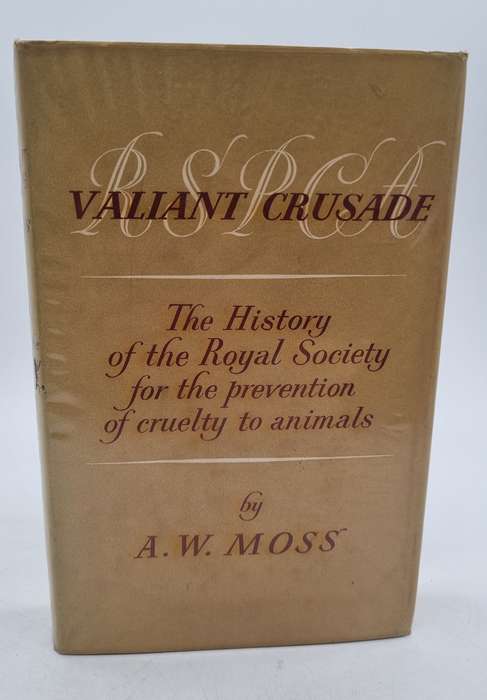 RSPCA
VALIANT CRUSADE
The History
of the Royal Society
for the prevention
of cruelty to animals
by
A. W. MOSS